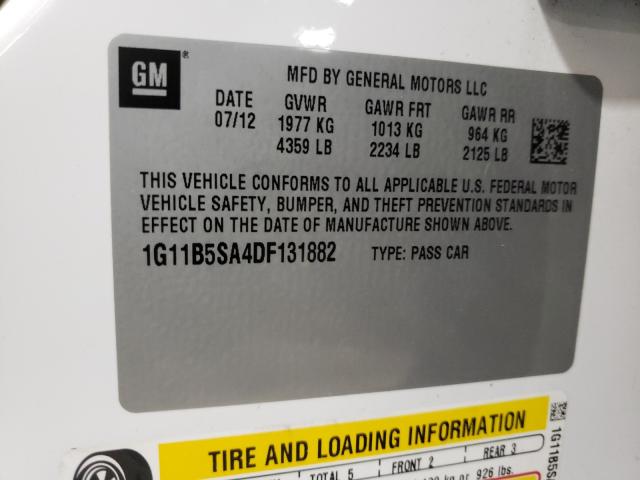 GM®
MFD BY GENERAL MOTORS LLC
DATE GVWR GAWR FRT GAWR RR
07/12 1977 KG 1013 KG 964 KG
4359 LB 2234 LB 2125 LB
THIS VEHICLE CONFORMS TO ALL APPLICABLE U.S. FEDERAL MOTOR
VEHICLE SAFETY, BUMPER, AND THEFT PREVENTION STANDARDS IN
EFFECT ON THE DATE OF MANUFACTURE SHOWN ABOVE.
1G11B5SA4DF131882 TYPE: PASS CAR
TIRE AND LOADING INFORMATION
TOTAL 5 FRONT 2 REAR 3
kg or 926 lbs.
1G11B5S